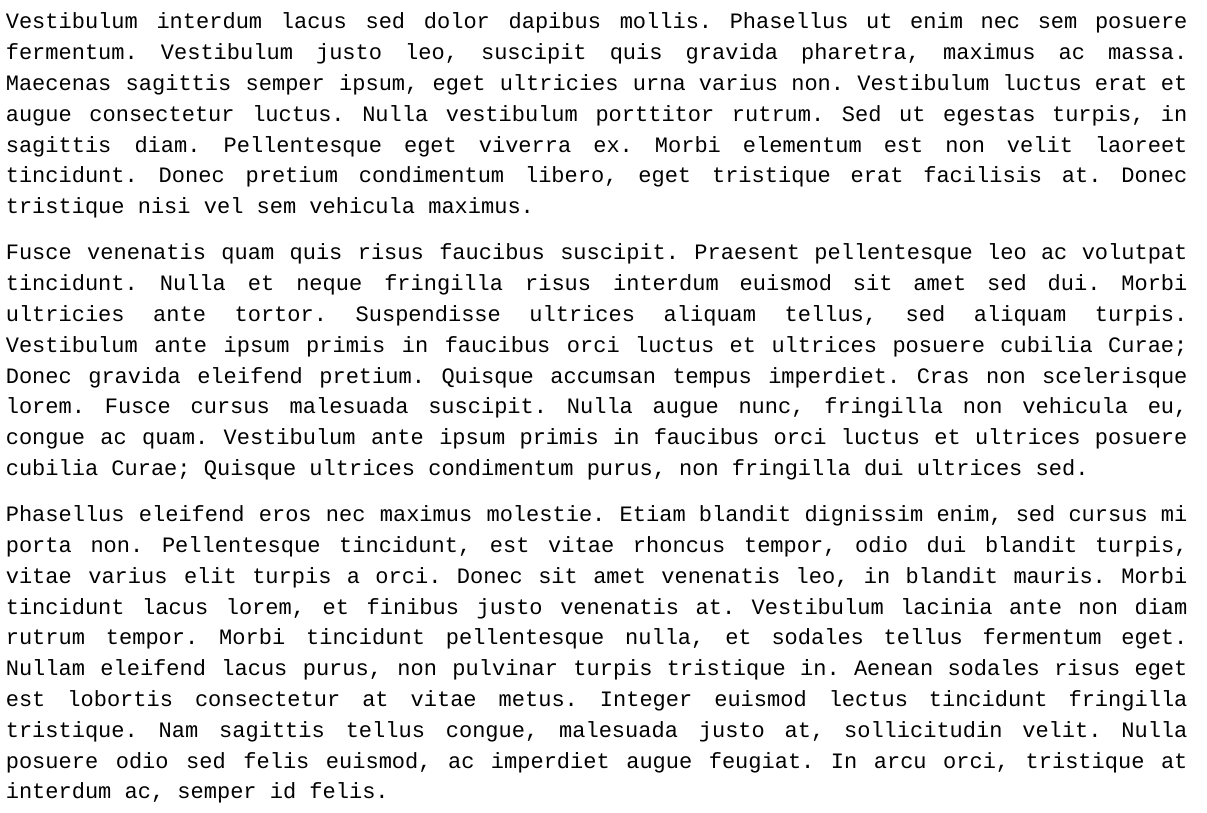 Vestibulum interdum lacus sed dolor dapibus mollis. Phasellus ut enim nec sem posuere
fermentum. Vestibulum justo leo, suscipit quis gravida pharetra, maximus ac massa.
Maecenas sagittis semper ipsum, eget ultricies urna varius non. Vestibulum luctus erat et
augue consectetur luctus. Nulla vestibulum porttitor rutrum. Sed ut egestas turpis, in
sagittis diam. Pellentesque eget viverra ex. Morbi elementum est non velit laoreet
tincidunt. Donec pretium condimentum libero, eget tristique erat facilisis at. Donec
tristique nisi vel sem vehicula maximus.
Fusce venenatis quam quis risus faucibus suscipit. Praesent pellentesque leo ac volutpat
tincidunt. Nulla et neque fringilla risus interdum euismod sit amet sed dui. Morbi
ultricies ante tortor. Suspendisse ultrices aliquam tellus, sed aliquam turpis.
Vestibulum ante ipsum primis in faucibus orci luctus et ultrices posuere cubilia Curae;
Donec gravida eleifend pretium. Quisque accumsan tempus imperdiet. Cras non scelerisque
lorem. Fusce cursus malesuada suscipit. Nulla augue nunc, fringilla non vehicula eu,
congue ac quam. Vestibulum ante ipsum primis in faucibus orci luctus et ultrices posuere
cubilia Curae; Quisque ultrices condimentum purus, non fringilla dui ultrices sed.
Phasellus eleifend eros nec maximus molestie. Etiam blandit dignissim enim, sed cursus mi
porta non. Pellentesque tincidunt, est vitae rhoncus tempor, odio dui blandit turpis,
vitae varius elit turpis a orci. Donec sit amet venenatis leo, in blandit mauris. Morbi
tincidunt lacus lorem, et finibus justo venenatis at. Vestibulum lacinia ante non diam
rutrum tempor. Morbi tincidunt pellentesque nulla, et sodales tellus fermentum eget.
Nullam eleifend lacus purus, non pulvinar turpis tristique in. Aenean sodales risus eget
est lobortis consectetur at vitae metus. Integer euismod lectus tincidunt fringilla
tristique. Nam sagittis tellus congue, malesuada justo at, sollicitudin velit. Nulla
posuere odio sed felis euismod, ac imperdiet augue feugiat. In arcu orci, tristique at
interdum ac, semper id felis.